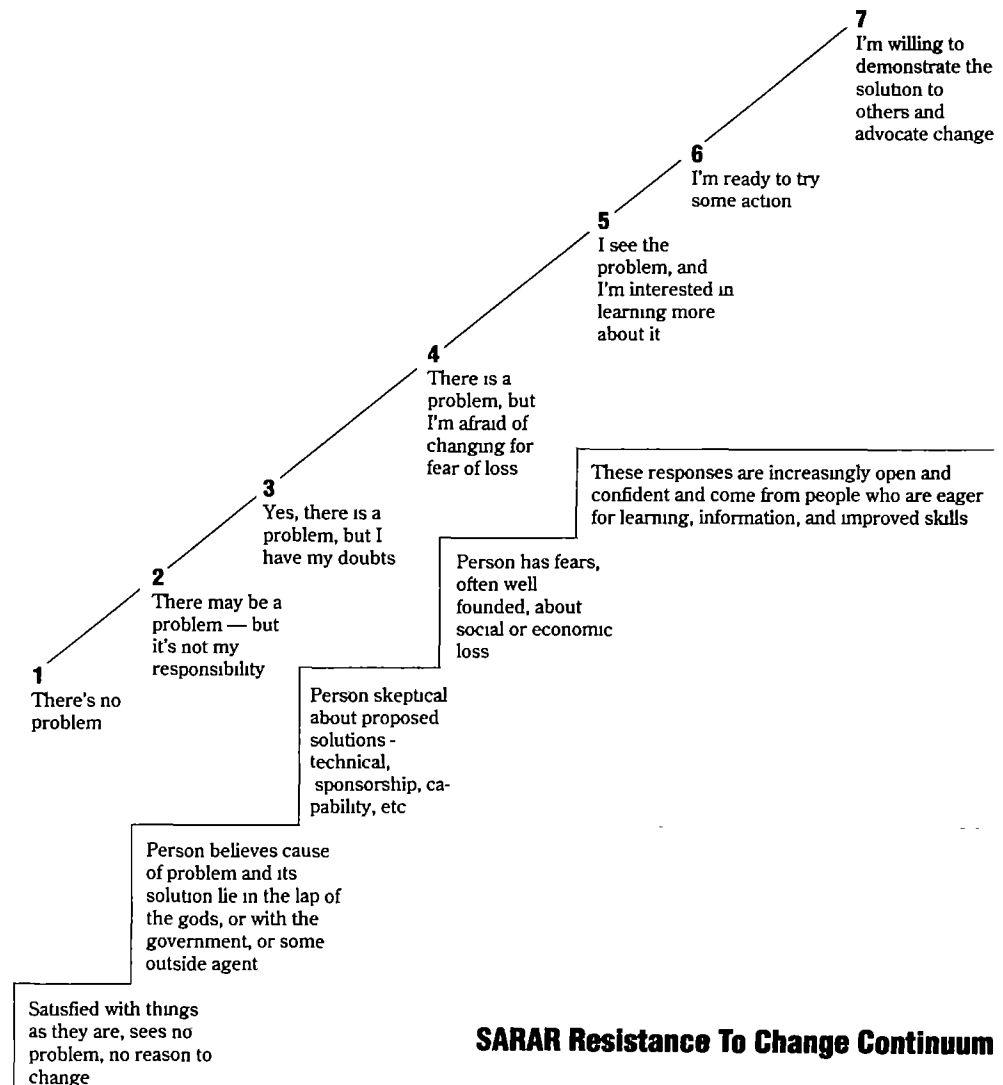 7
I'm willing to
demonstrate the
solution to
others and
advocate change
6
I'm ready to try
some action
5
I see the
problem, and
I'm interested in
learning more
about it
4
There is a
problem, but
I'm afraid of
changing for
fear of loss
3
Yes, there is a
problem, but I
have my doubts
2
There may be a
problem — but
it's not my
responsibility
1
There's no
problem
These responses are increasingly open and
confident and come from people who are eager
for learning, information, and improved skills
Person has fears,
often well
founded, about
social or economic
loss
Person skeptical
about proposed
solutions -
technical,
sponsorship, ca-
pability, etc
Person believes cause
of problem and its
solution lie in the lap of
the gods, or with the
government, or some
outside agent
Satisfied with things
as they are, sees no
problem, no reason to
change
SARAR Resistance To Change Continuum